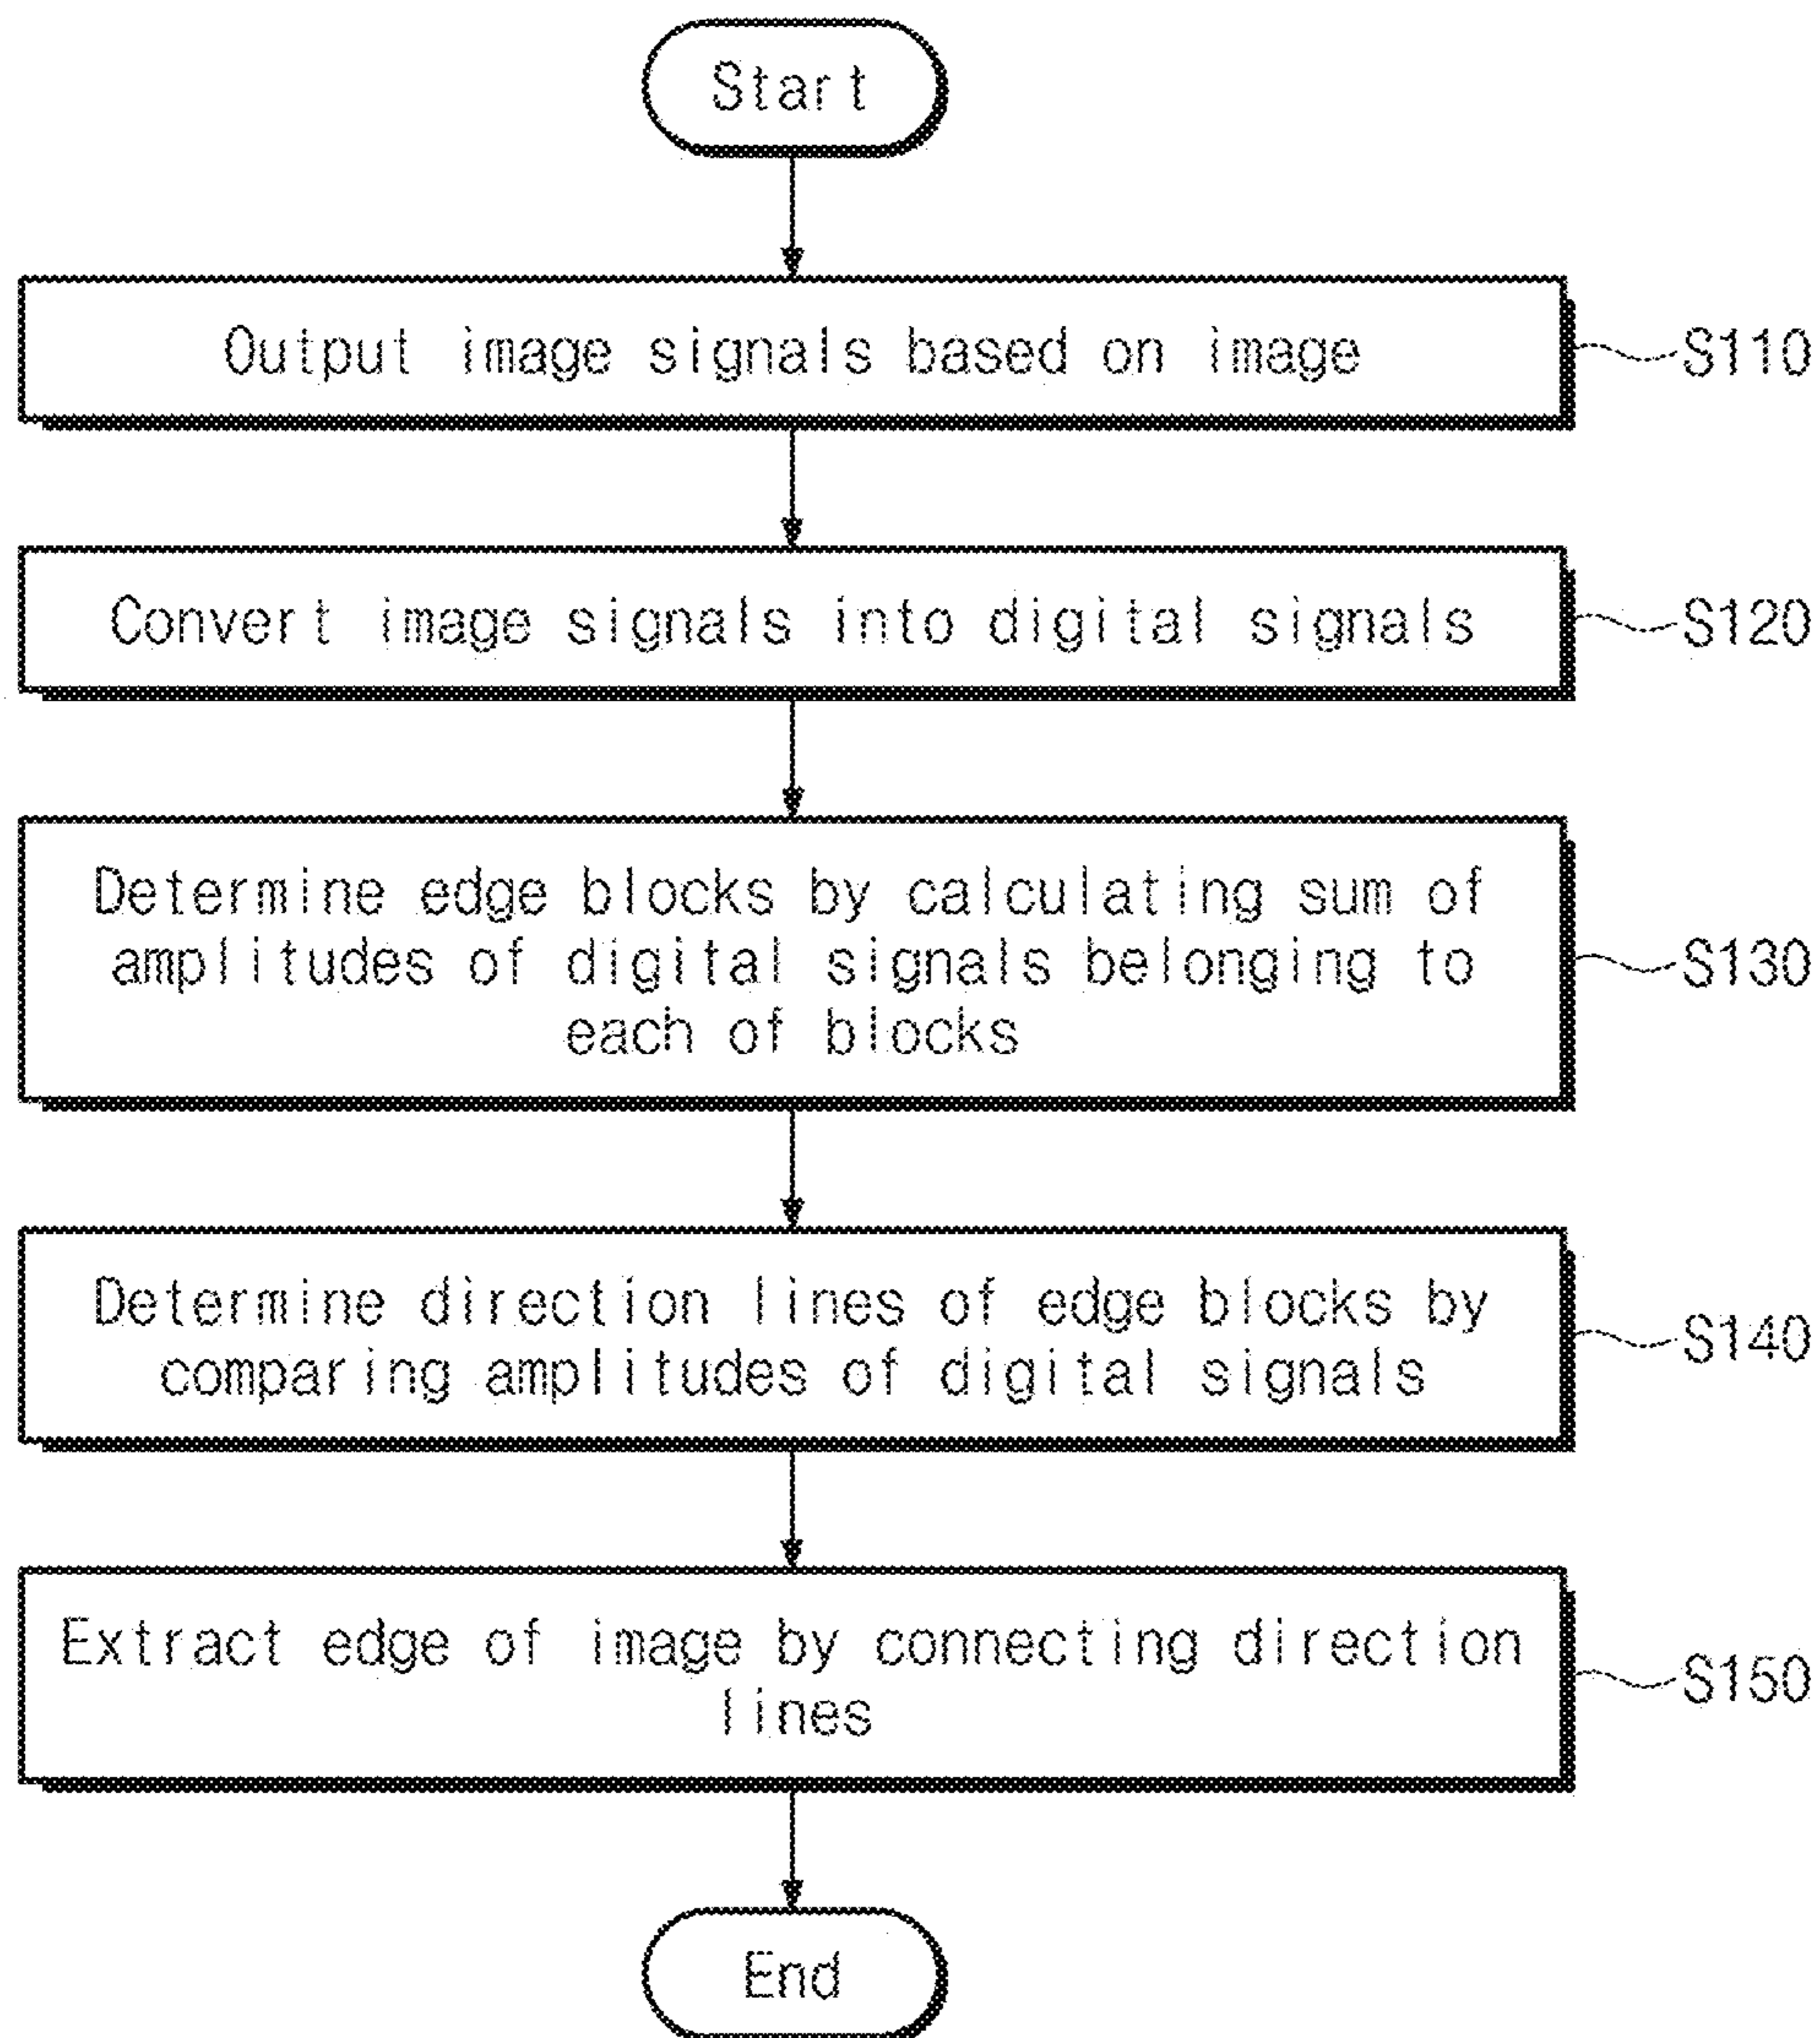 Start
Output image signals based on image
S110
Convert image signals into digital signals
S120
Determine edge blocks by calculating sum of
amplitudes of digital signals belonging to
each of blocks
S130
Determine direction lines of edge blocks by
comparing amplitudes of digital signals
S140
Extract edge of image by connecting direction
lines
S150
End